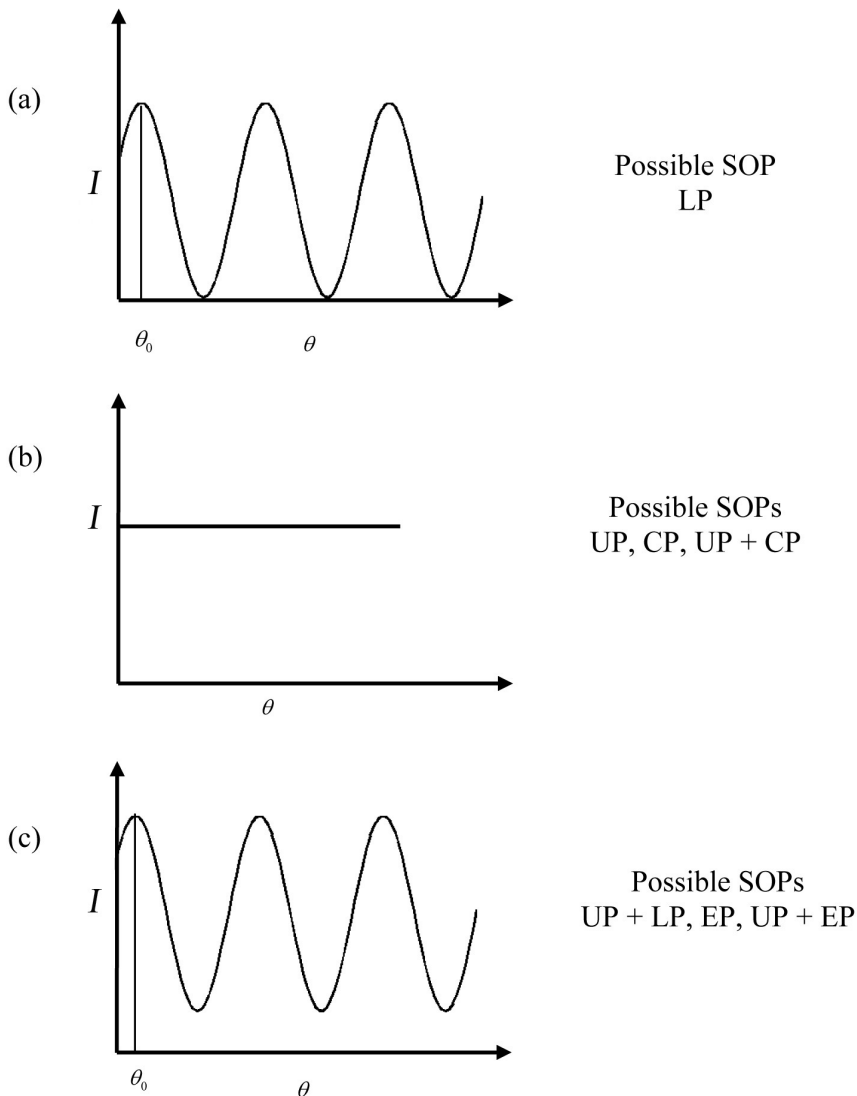 (a)
I
Possible SOP
LP
θ₀
θ
(b)
I
Possible SOPs
UP, CP, UP + CP
θ
(c)
I
Possible SOPs
UP + LP, EP, UP + EP
θ₀
θ